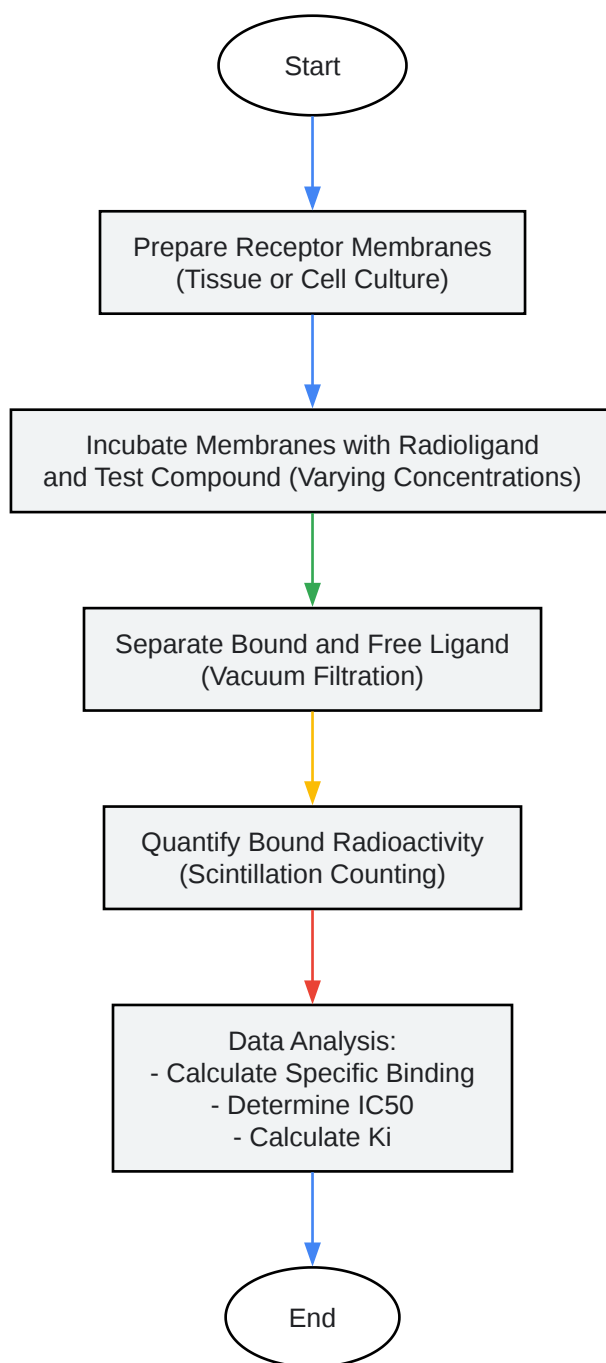 Start
Prepare Receptor Membranes
(Tissue or Cell Culture)
Incubate Membranes with Radioligand
and Test Compound (Varying Concentrations)
Separate Bound and Free Ligand
(Vacuum Filtration)
Quantify Bound Radioactivity
(Scintillation Counting)
Data Analysis:
- Calculate Specific Binding
- Determine IC50
- Calculate Ki
End